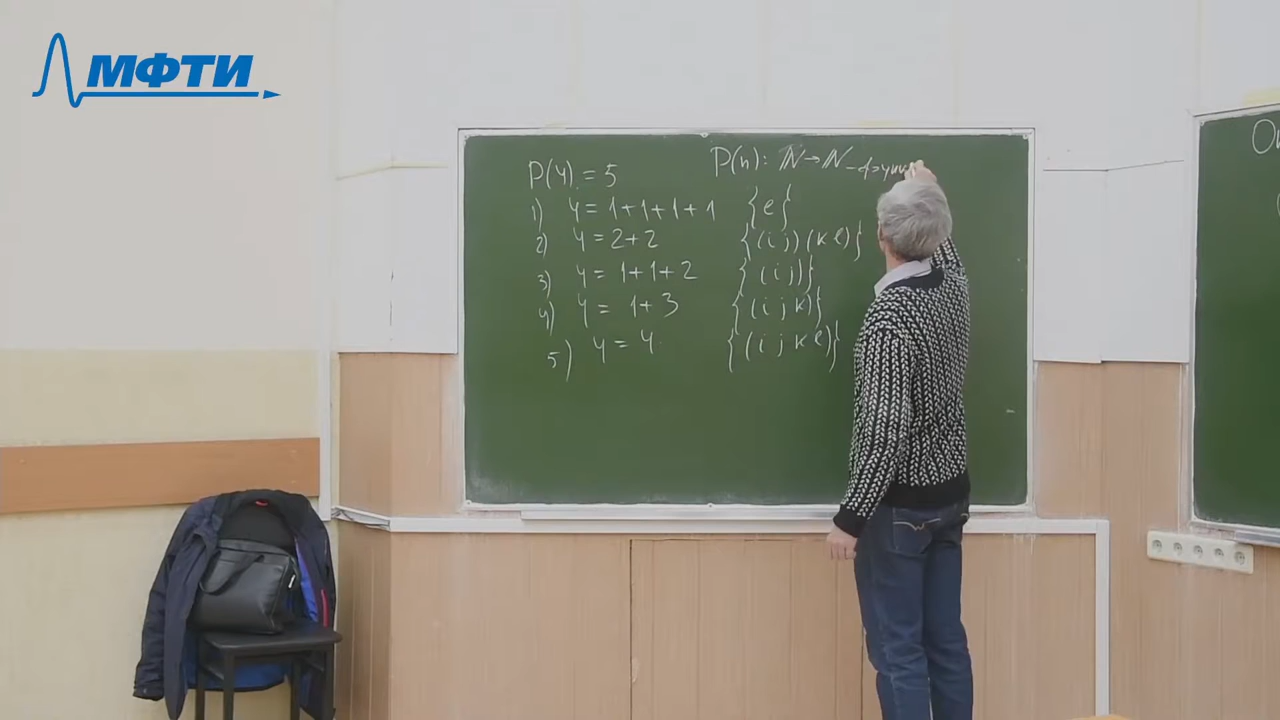 МФТИ
P(4) = 5
P(n): ℕ → ℕ – функ
1) 4 = 1+1+1+1 {e}
2) 4 = 2+2 {(i j)(k l)}
3) 4 = 1+1+2 {(i j)}
4) 4 = 1+3 {(i j k)}
5) 4 = 4 {(i j k l)}